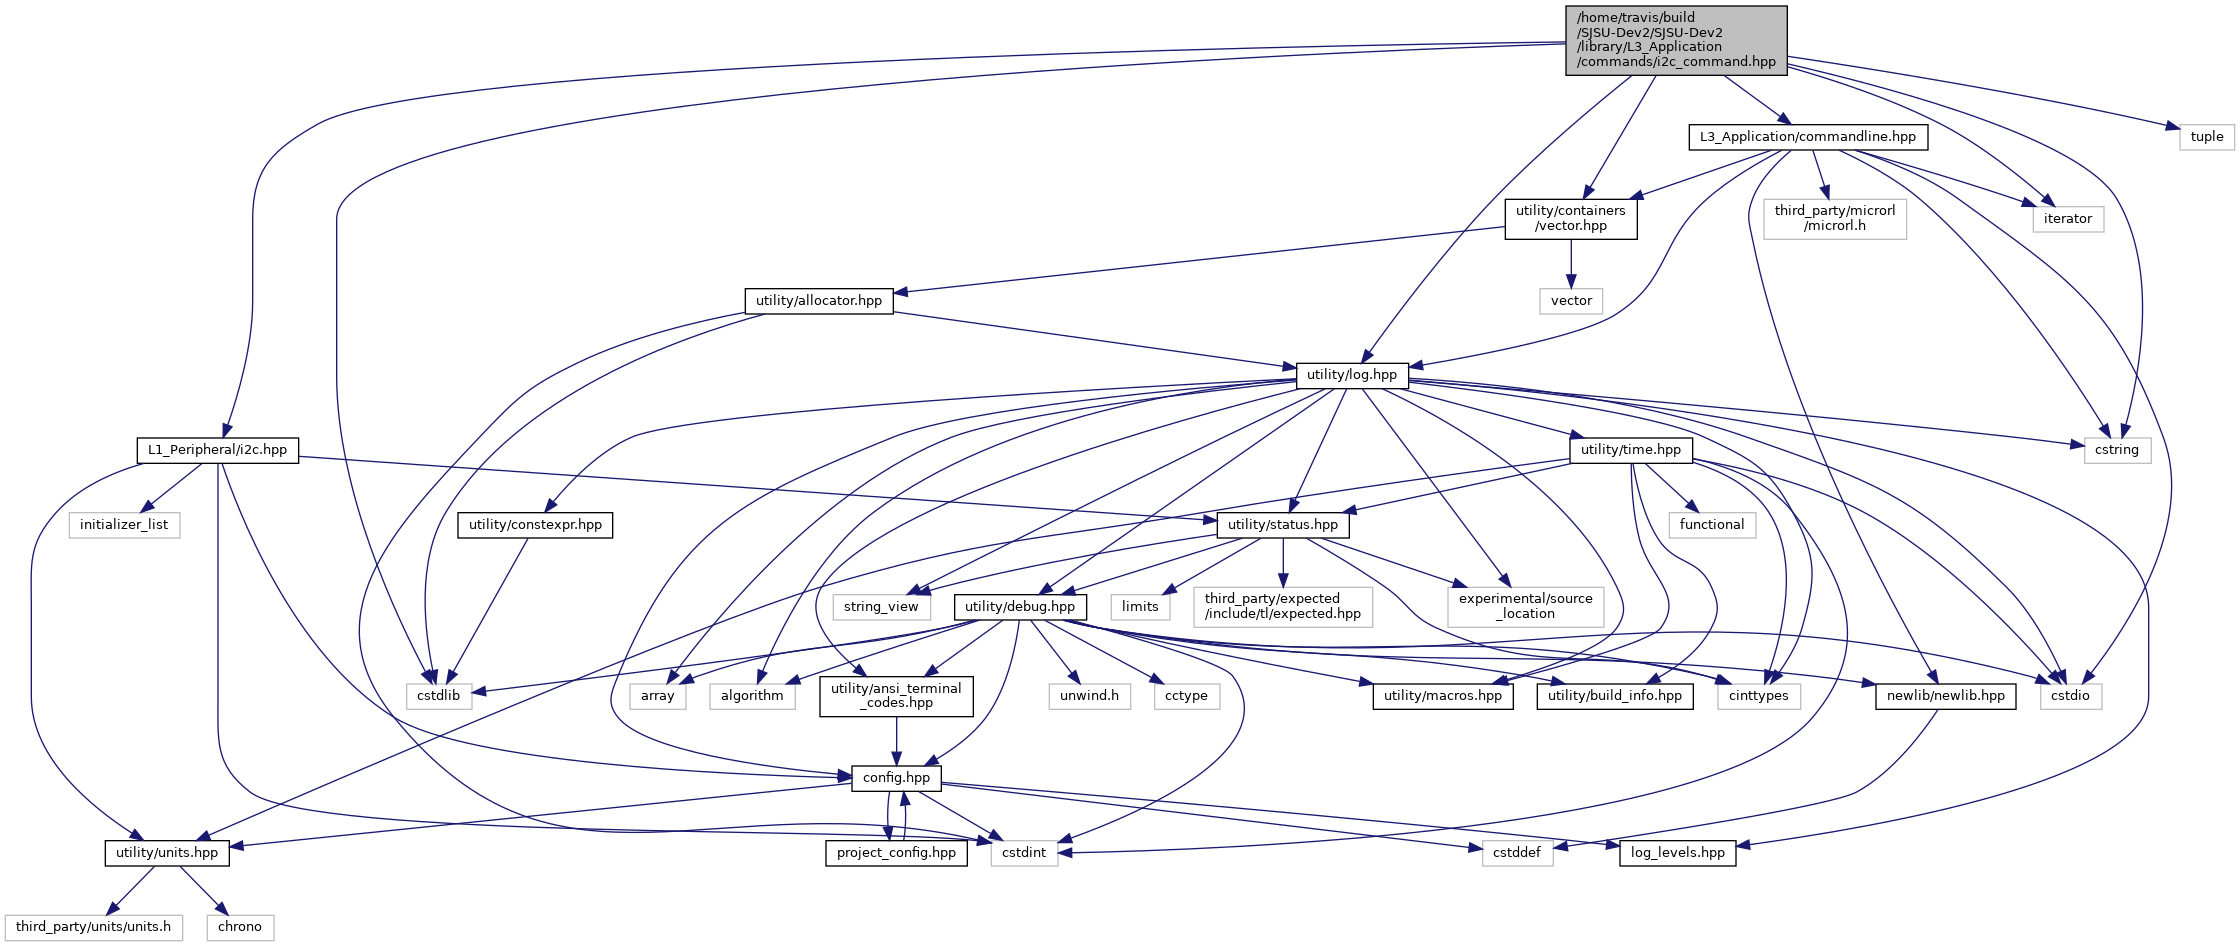 /home/travis/build
/SJSU-Dev2/SJSU-Dev2
/library/L3_Application
/commands/i2c_command.hpp
L3_Application/commandline.hpp
tuple
utility/containers
/vector.hpp
third_party/microrl
/microrl.h
iterator
utility/allocator.hpp
vector
utility/log.hpp
L1_Peripheral/i2c.hpp
utility/time.hpp
cstring
initializer_list
utility/constexpr.hpp
utility/status.hpp
functional
string_view
utility/debug.hpp
limits
third_party/expected
/include/tl/expected.hpp
experimental/source
_location
cstdlib
array
algorithm
utility/ansi_terminal
_codes.hpp
unwind.h
cctype
utility/macros.hpp
utility/build_info.hpp
cinttypes
newlib/newlib.hpp
cstdio
config.hpp
utility/units.hpp
project_config.hpp
cstdint
cstddef
log_levels.hpp
third_party/units/units.h
chrono